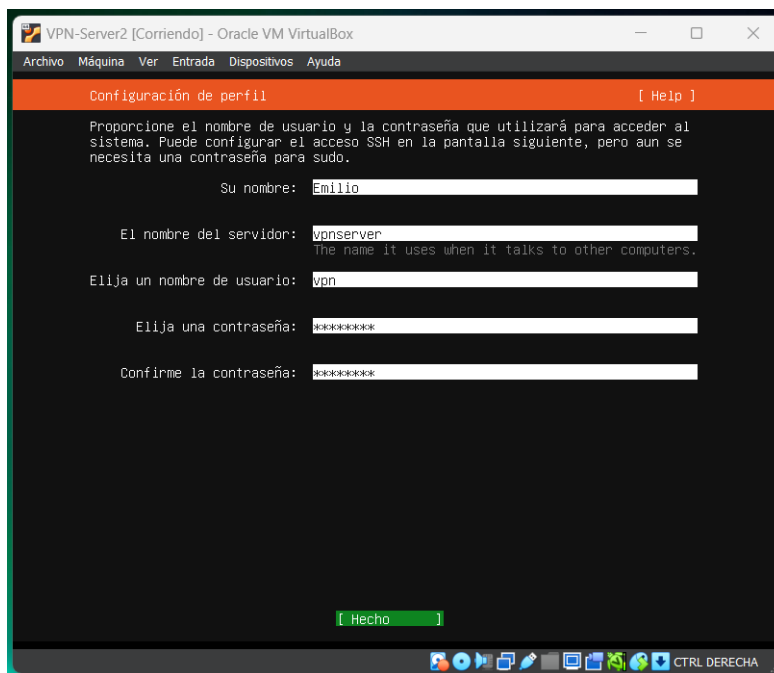 VPN-Server2 [Corriendo] - Oracle VM VirtualBox
Archivo Máquina Ver Entrada Dispositivos Ayuda
Configuración de perfil [ Help ]
Proporcione el nombre de usuario y la contraseña que utilizará para acceder al
sistema. Puede configurar el acceso SSH en la pantalla siguiente, pero aun se
necesita una contraseña para sudo.
Su nombre: Emilio
El nombre del servidor: vpnserver
The name it uses when it talks to other computers.
Elija un nombre de usuario: vpn
Elija una contraseña: ********
Confirme la contraseña: ********
[ Hecho ]
CTRL DERECHA